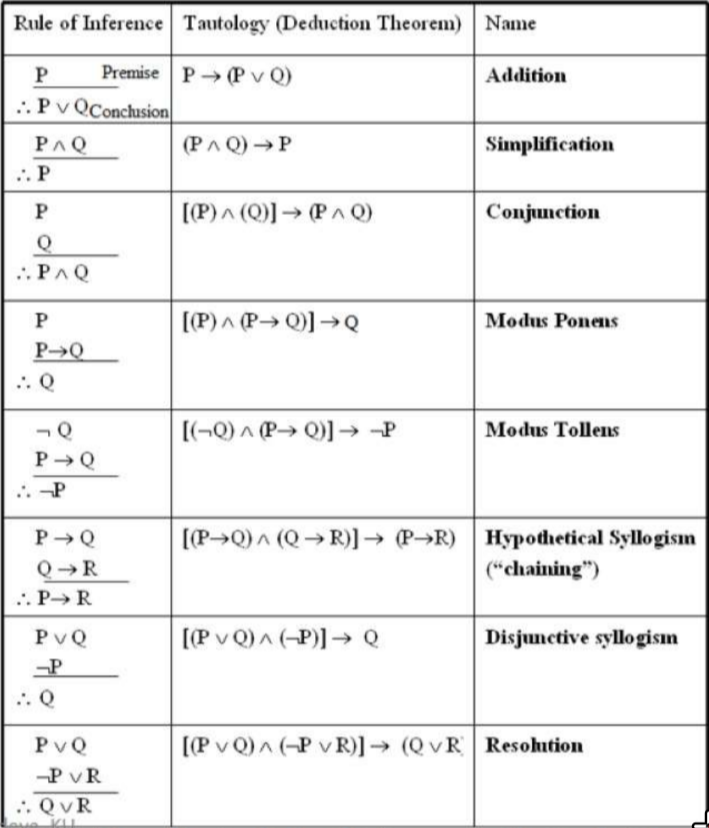 Rule of Inference Tautology (Deduction Theorem) Name
P Premise P → (P ∨ Q) Addition
∴ P ∨ Q Conclusion
P ∧ Q (P ∧ Q) → P Simplification
∴ P
P [(P) ∧ (Q)] → (P ∧ Q) Conjunction
Q
∴ P ∧ Q
P [(P) ∧ (P→ Q)] → Q Modus Ponens
P→Q
∴ Q
¬ Q [(¬Q) ∧ (P→ Q)] → ¬P Modus Tollens
P → Q
∴ ¬P
P → Q [(P→Q) ∧ (Q → R)] → (P→R) Hypothetical Syllogism
Q → R ("chaining")
∴ P→ R
P ∨ Q [(P ∨ Q) ∧ (¬P)] → Q Disjunctive syllogism
¬P
∴ Q
P ∨ Q [(P ∨ Q) ∧ (¬P ∨ R)] → (Q ∨ R Resolution
¬P ∨ R
∴ Q ∨ R